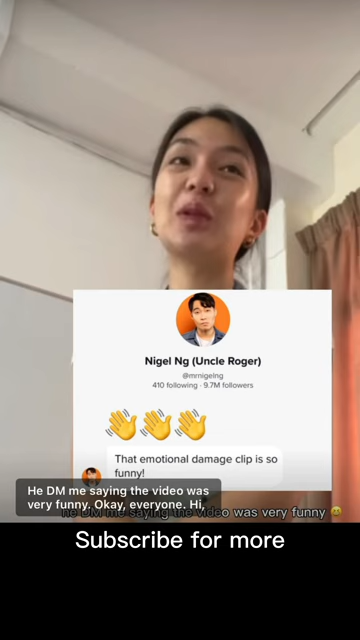 Nigel Ng (Uncle Roger)
@mrnigelng
410 following · 9.7M followers
👋👋👋
That emotional damage clip is so
funny!
He DM me saying the video was
very funny. Okay, everyone. Hi,
he DM me saying the video was very funny 😆
Subscribe for more